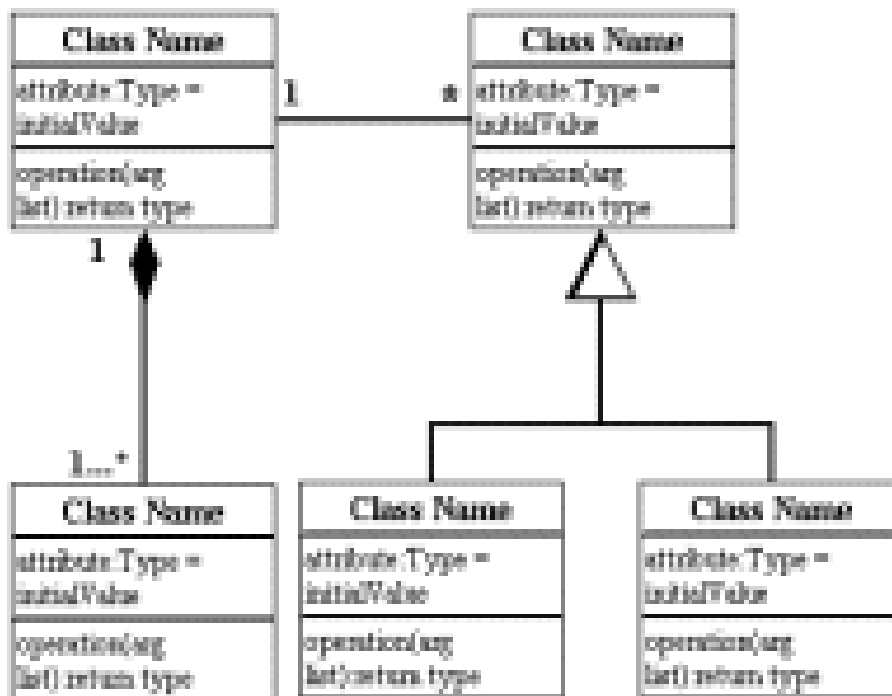 Class Name
attribute:Type =
initialValue
operation(arg
list):return type
1
*
Class Name
attribute:Type =
initialValue
operation(arg
list):return type
1
1...*
Class Name
attribute:Type =
initialValue
operation(arg
list):return type
Class Name
attribute:Type =
initialValue
operation(arg
list):return type
Class Name
attribute:Type =
initialValue
operation(arg
list):return type